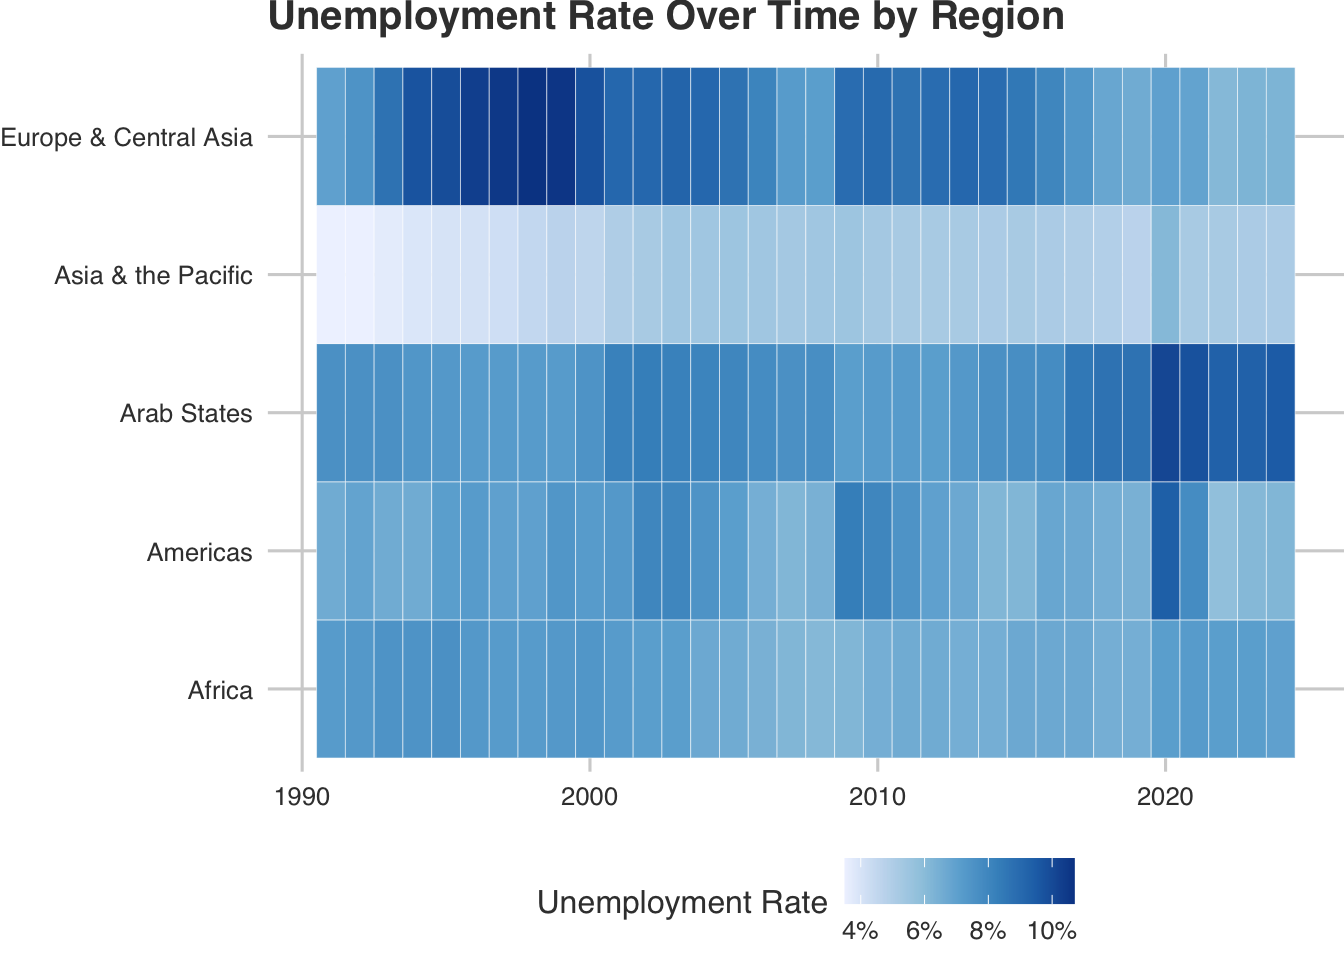 Unemployment Rate Over Time by Region
Europe & Central Asia
Asia & the Pacific
Arab States
Americas
Africa
1990 2000 2010 2020
Unemployment Rate
4% 6% 8% 10%